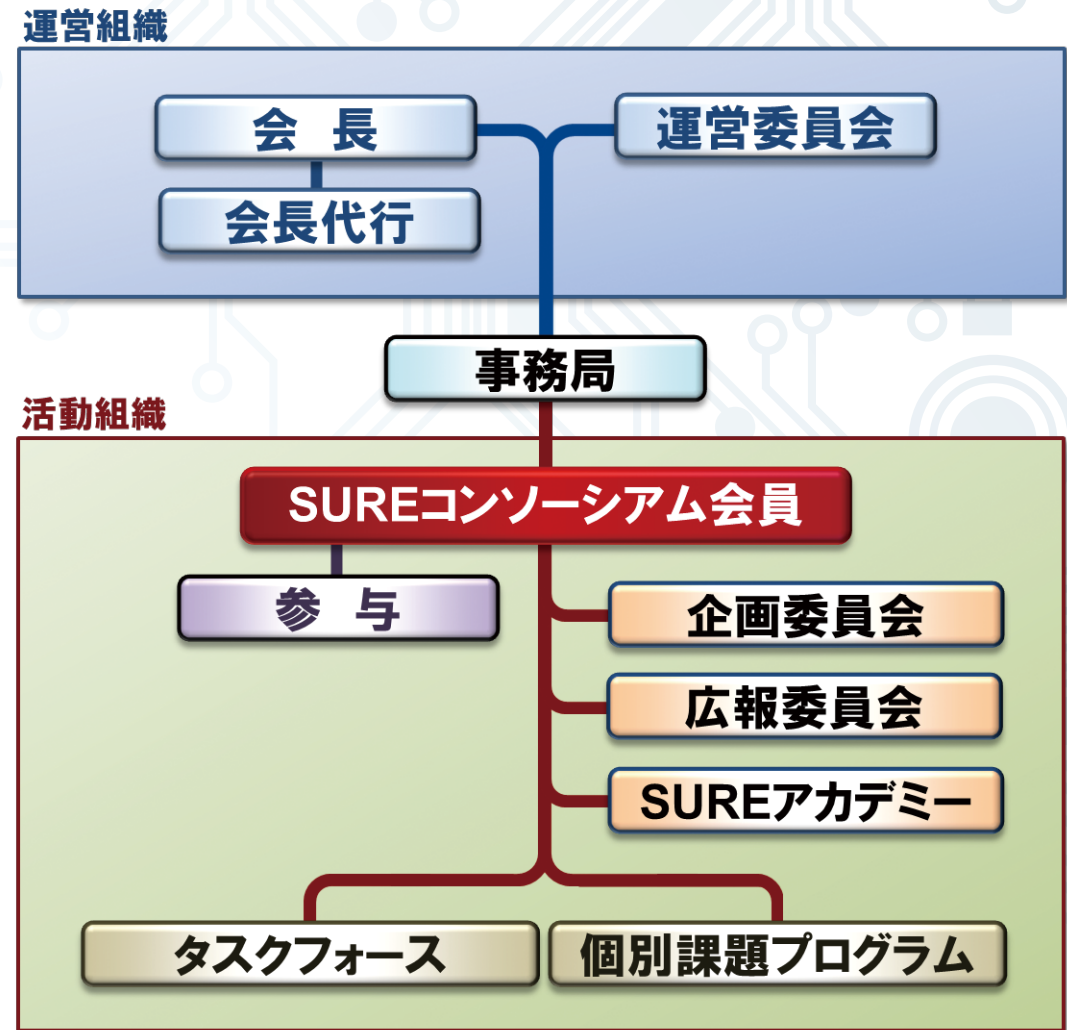 運営組織
会 長
運営委員会
会長代行
事務局
活動組織
SUREコンソーシアム会員
参 与
企画委員会
広報委員会
SUREアカデミー
タスクフォース
個別課題プログラム